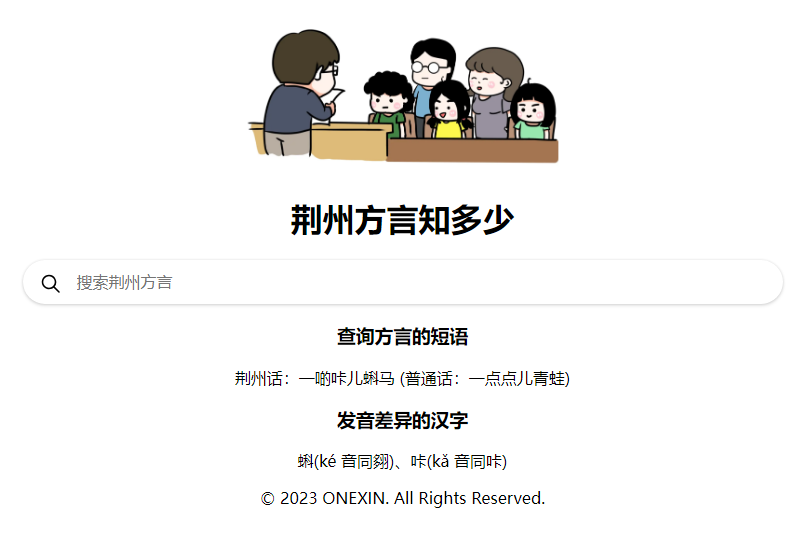 荆州方言知多少
搜索荆州方言
查询方言的短语
荆州话：一啲咔儿蝌马 (普通话：一点点儿青蛙)
发音差异的汉字
蝌(ké 音同翗)、咔(kǎ 音同咔)
© 2023 ONEXIN. All Rights Reserved.